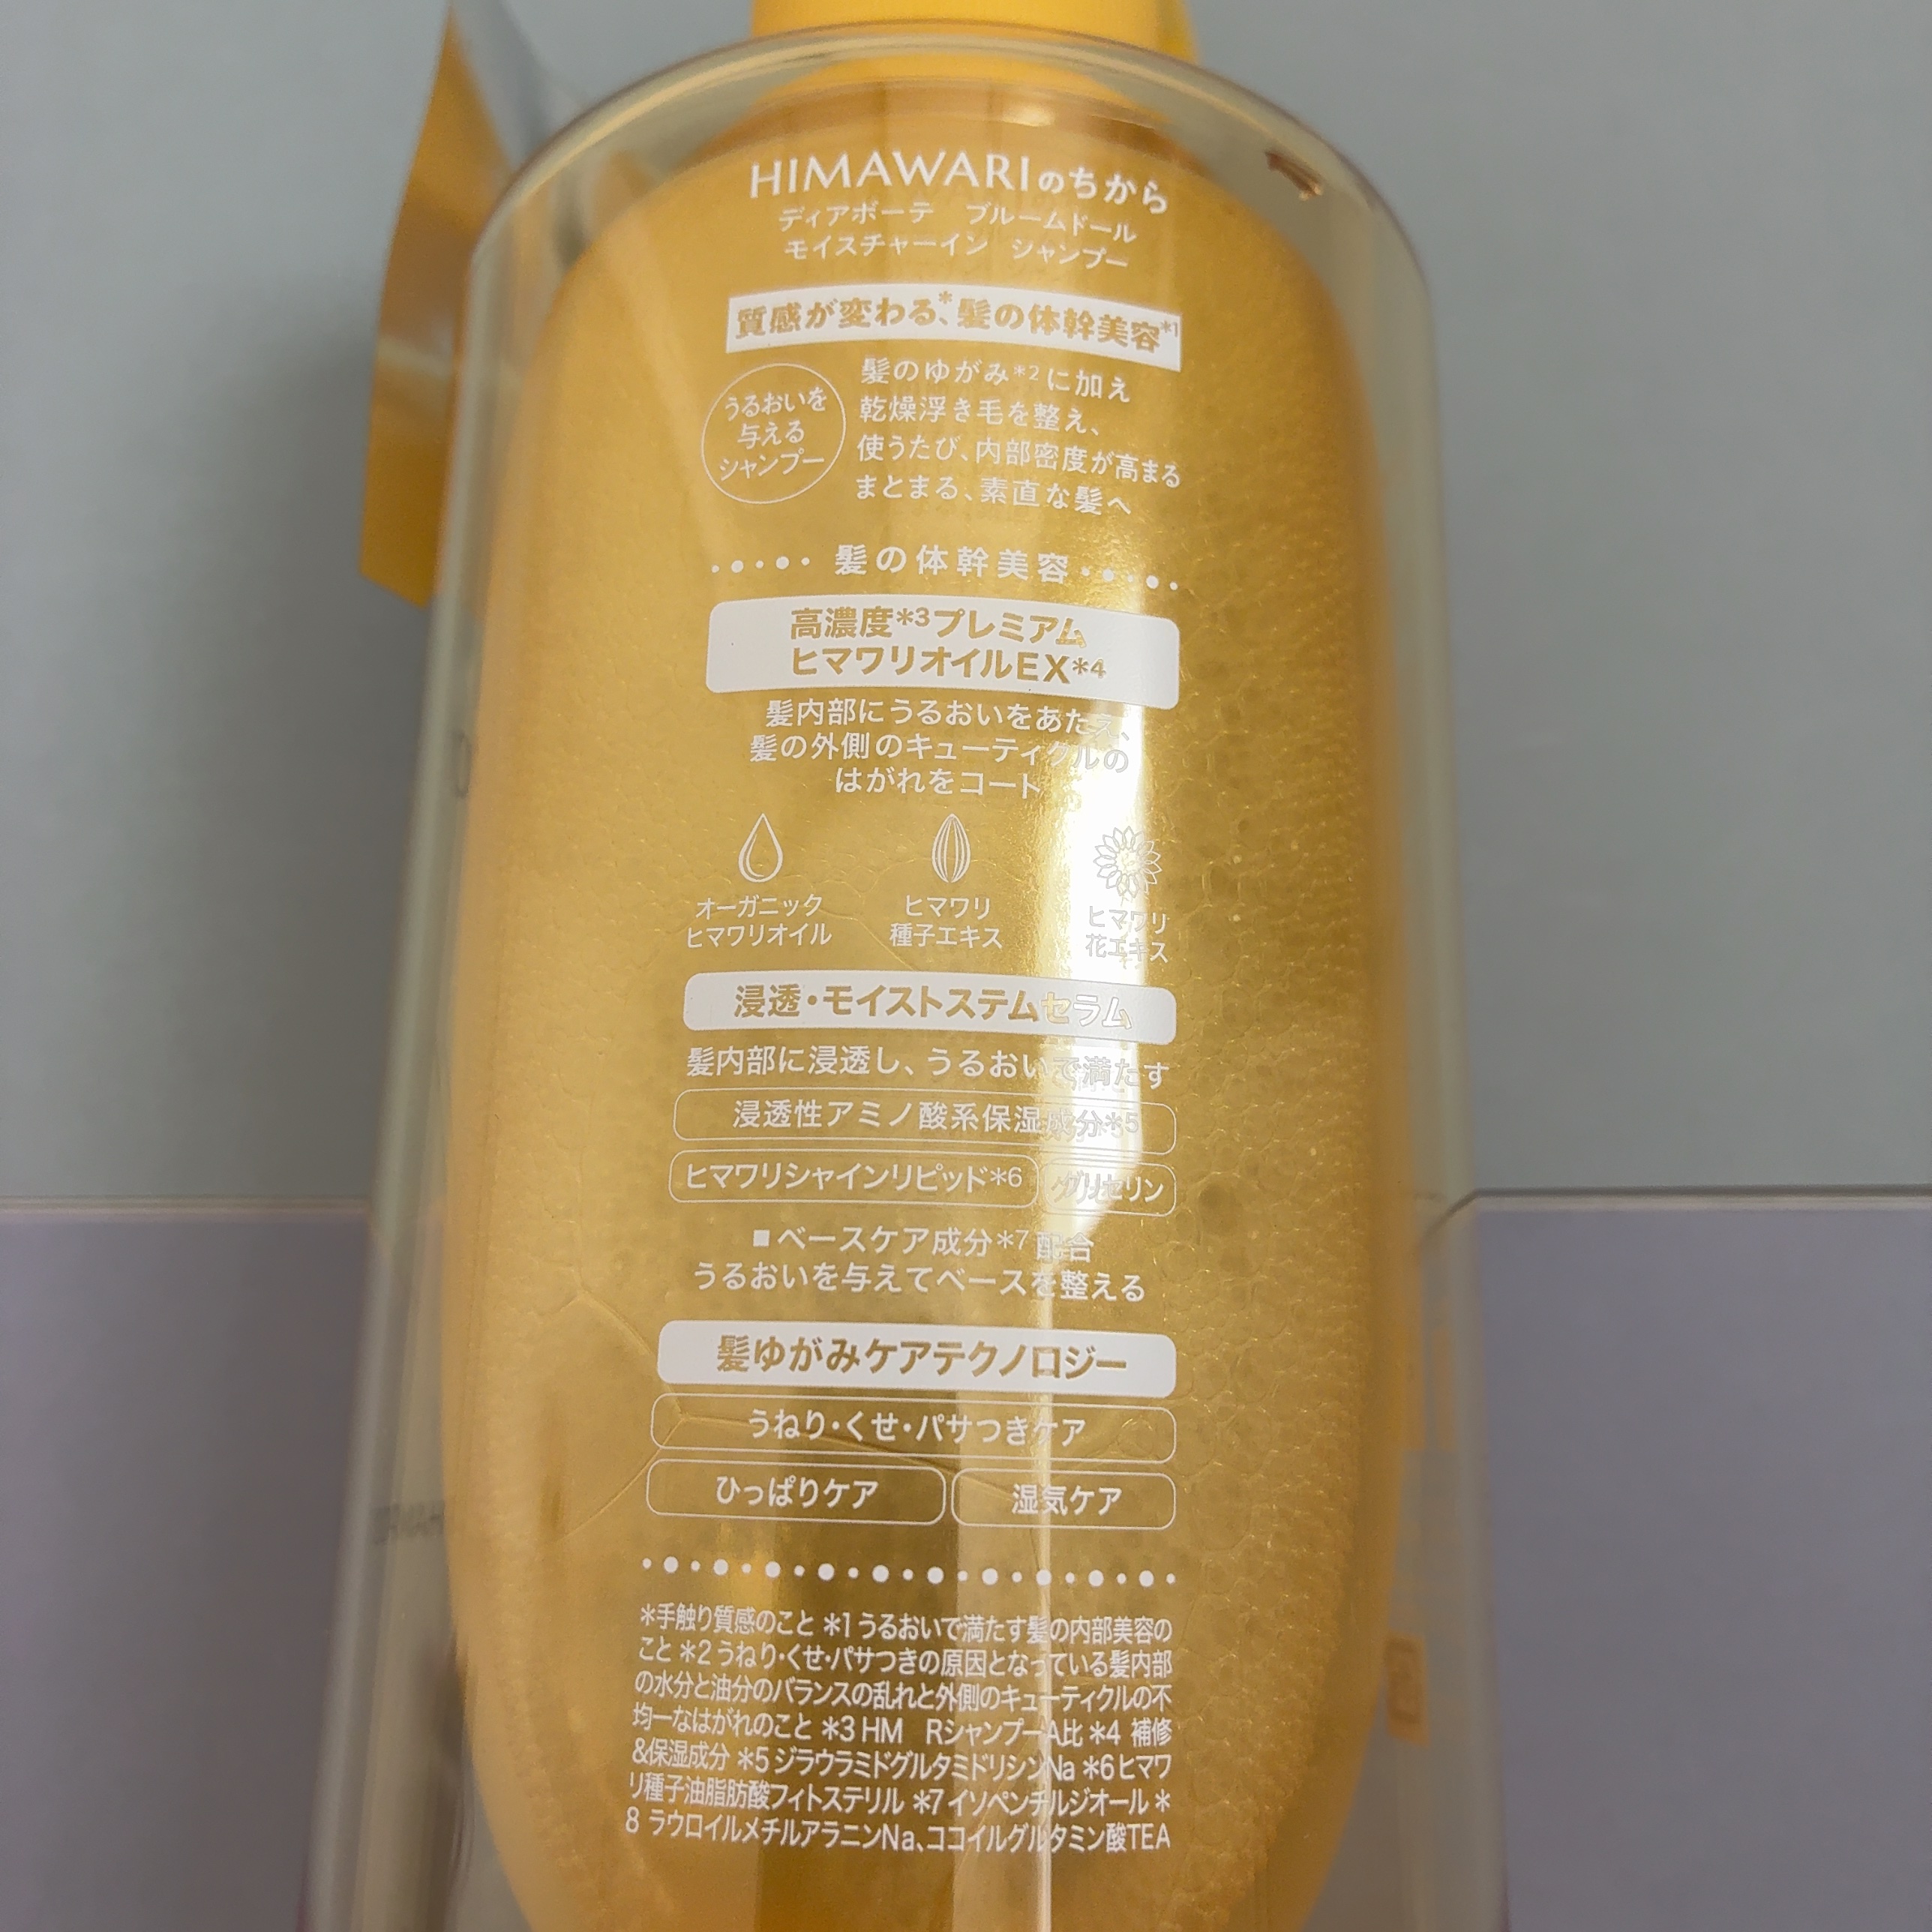 HIMAWARIのちから
ディアボーテ ブルームドール
モイスチャーイン シャンプー
質感が変わる*、髪の体幹美容*1
うるおいを
与える
シャンプー
髪のゆがみ*2に加え
乾燥浮き毛を整え、
使うたび、内部密度が高まる
まとまる、素直な髪へ
髪の体幹美容
高濃度*3プレミアム
ヒマワリオイルEX*4
髪内部にうるおいをあたえ、
髪の外側のキューティクルの
はがれをコート
オーガニック
ヒマワリオイル
ヒマワリ
種子エキス
ヒマワリ
花エキス
浸透・モイストステムセラム
髪内部に浸透し、うるおいで満たす
浸透性アミノ酸系保湿成分*5
ヒマワリシャインリピッド*6 グリセリン
■ベースケア成分*7配合
うるおいを与えてベースを整える
髪ゆがみケアテクノロジー
うねり・くせ・パサつきケア
ひっぱりケア 湿気ケア
*手触り質感のこと *1 うるおいで満たす髪の内部美容の
こと *2 うねり・くせ・パサつきの原因となっている髪内部
の水分と油分のバランスの乱れと外側のキューティクルの不
均一なはがれのこと *3 HM RシャンプーA比 *4 補修
&保湿成分 *5 ジラウラミドグルタミドリシンNa *6 ヒマワ
リ種子油脂肪酸フィトステリル *7 イソペンチルジオール *
8 ラウロイルメチルアラニンNa、ココイルグルタミン酸TEA